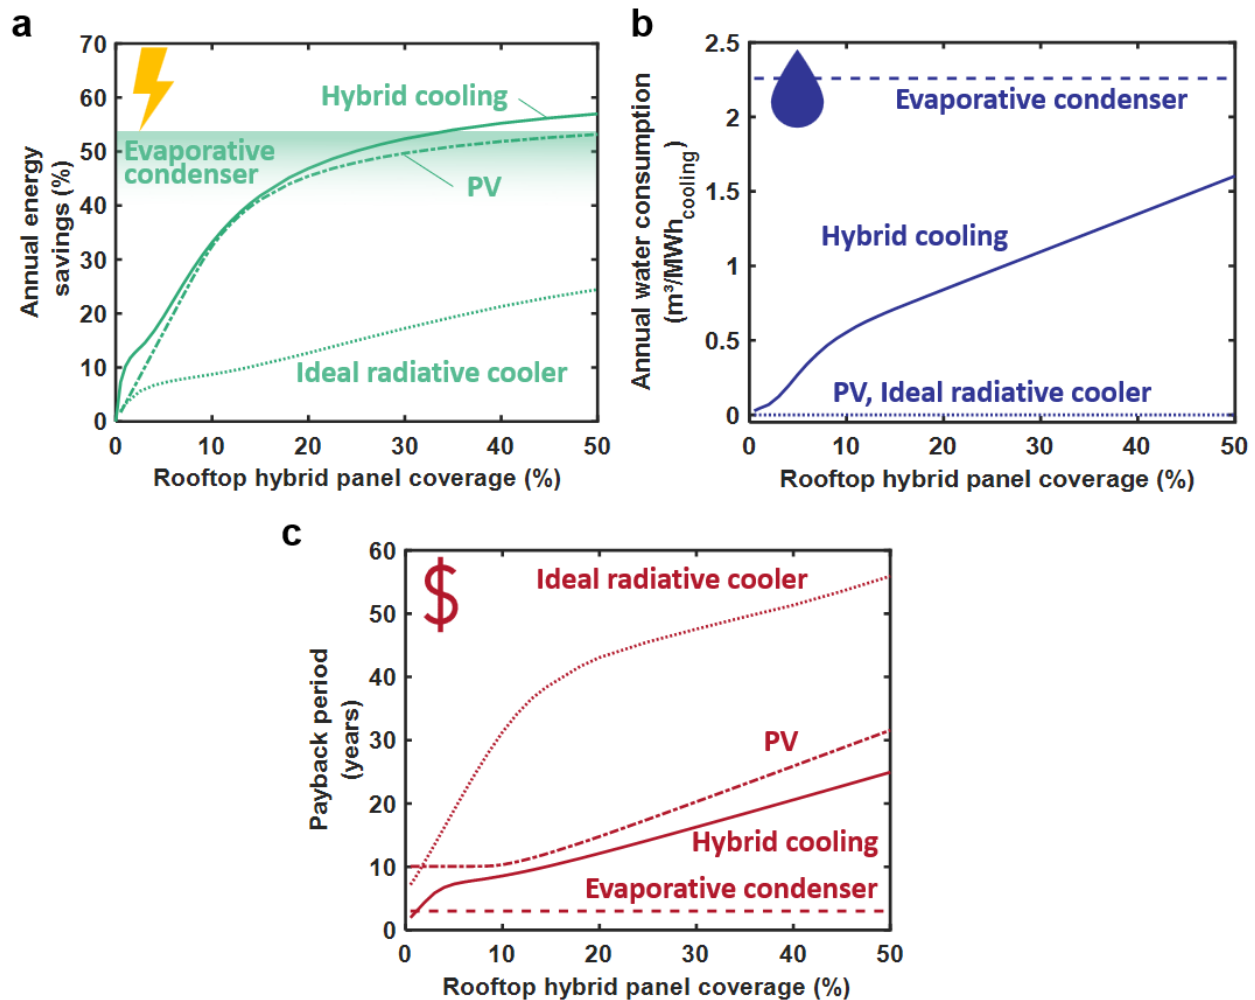 a
70
60
50
40
30
20
10
0
Annual energy
savings (%)
Hybrid cooling
Evaporative
condenser
PV
Ideal radiative cooler
0 10 20 30 40 50
Rooftop hybrid panel coverage (%)
b
2.5
2
1.5
1
0.5
0
Annual water consumption
(m³/MWh_cooling)
Evaporative condenser
Hybrid cooling
PV, Ideal radiative cooler
0 10 20 30 40 50
Rooftop hybrid panel coverage (%)
c
60
50
40
30
20
10
0
Payback period
(years)
$
Ideal radiative cooler
PV
Hybrid cooling
Evaporative condenser
0 10 20 30 40 50
Rooftop hybrid panel coverage (%)